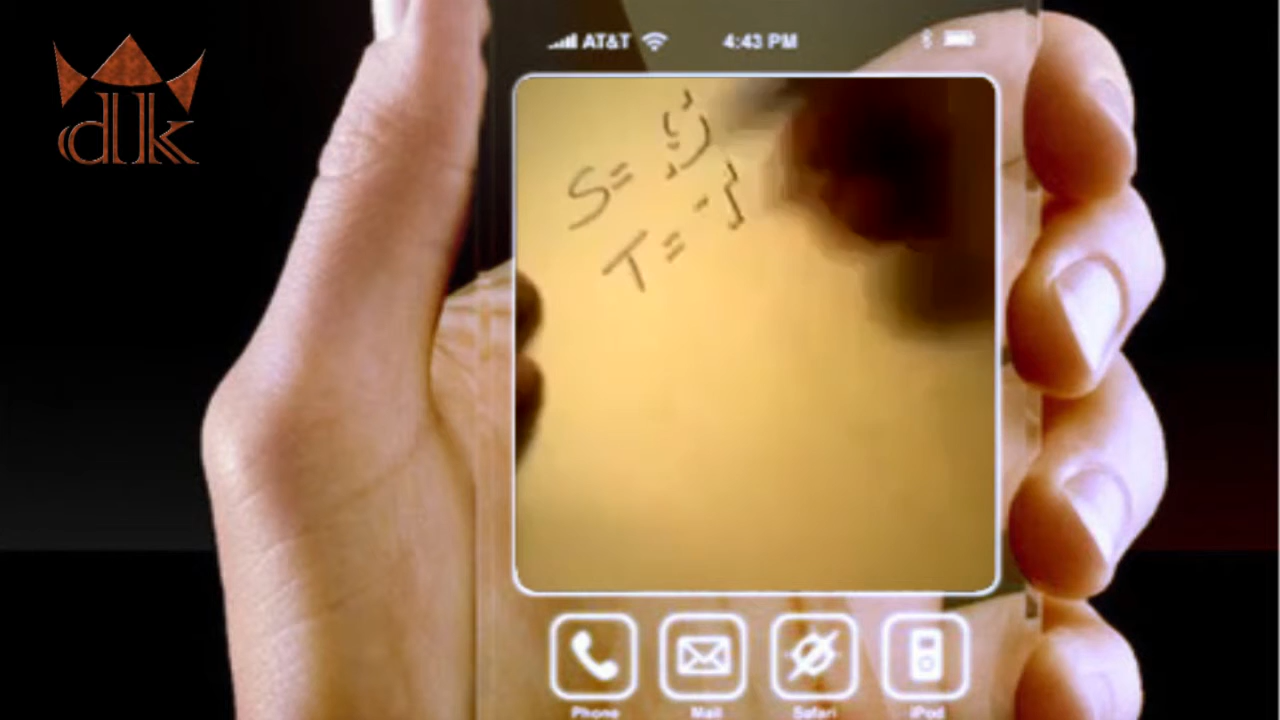 dk
AT&T 4:43 PM
S=
T=
Phone Mail Safari iPod